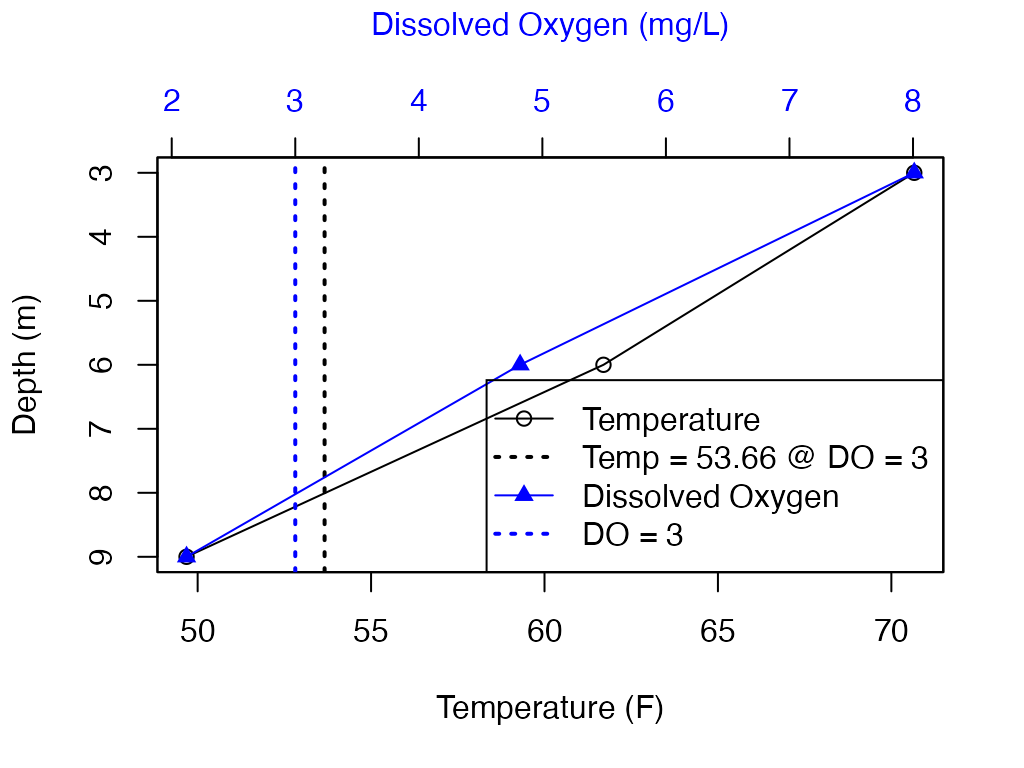 Dissolved Oxygen (mg/L)
2 3 4 5 6 7 8
3
4
5
6
7
8
9
Depth (m)
Temperature
Temp = 53.66 @ DO = 3
Dissolved Oxygen
DO = 3
50 55 60 65 70
Temperature (F)